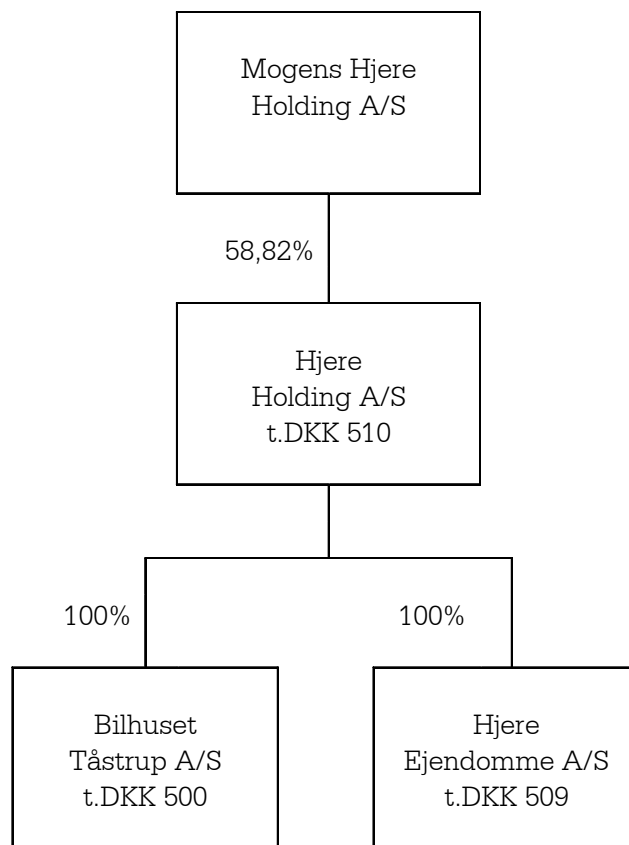 Mogens Hjere
Holding A/S
58,82%
Hjere
Holding A/S
t.DKK 510
100%
100%
Bilhuset
Tåstrup A/S
t.DKK 500
Hjere
Ejendomme A/S
t.DKK 509